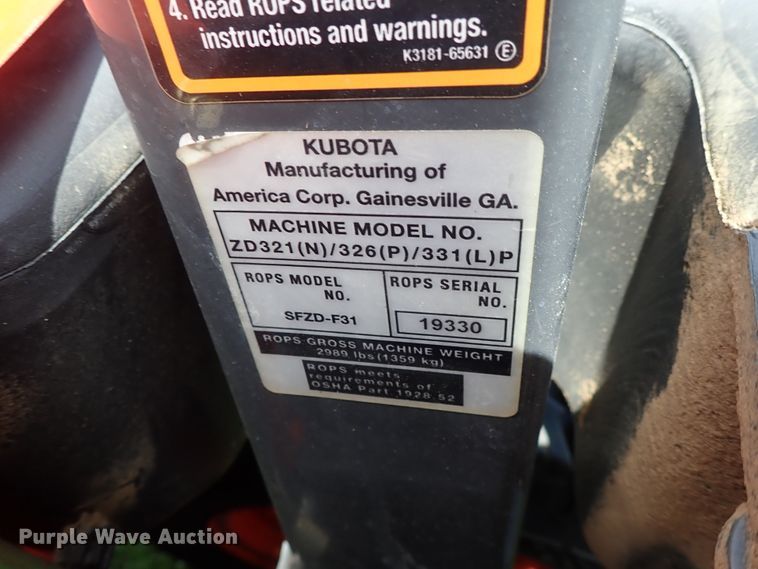 4. Read ROPS related
instructions and warnings.
K3181-65631 E
KUBOTA
Manufacturing of
America Corp. Gainesville GA.
MACHINE MODEL NO.
ZD321(N)/326(P)/331(L)P
ROPS MODEL
NO.
SFZD-F31
ROPS SERIAL
NO.
19330
ROPS GROSS MACHINE WEIGHT
2989 lbs(1359 kg)
ROPS meets
requirements of
OSHA Part 1928.52
Purple Wave Auction